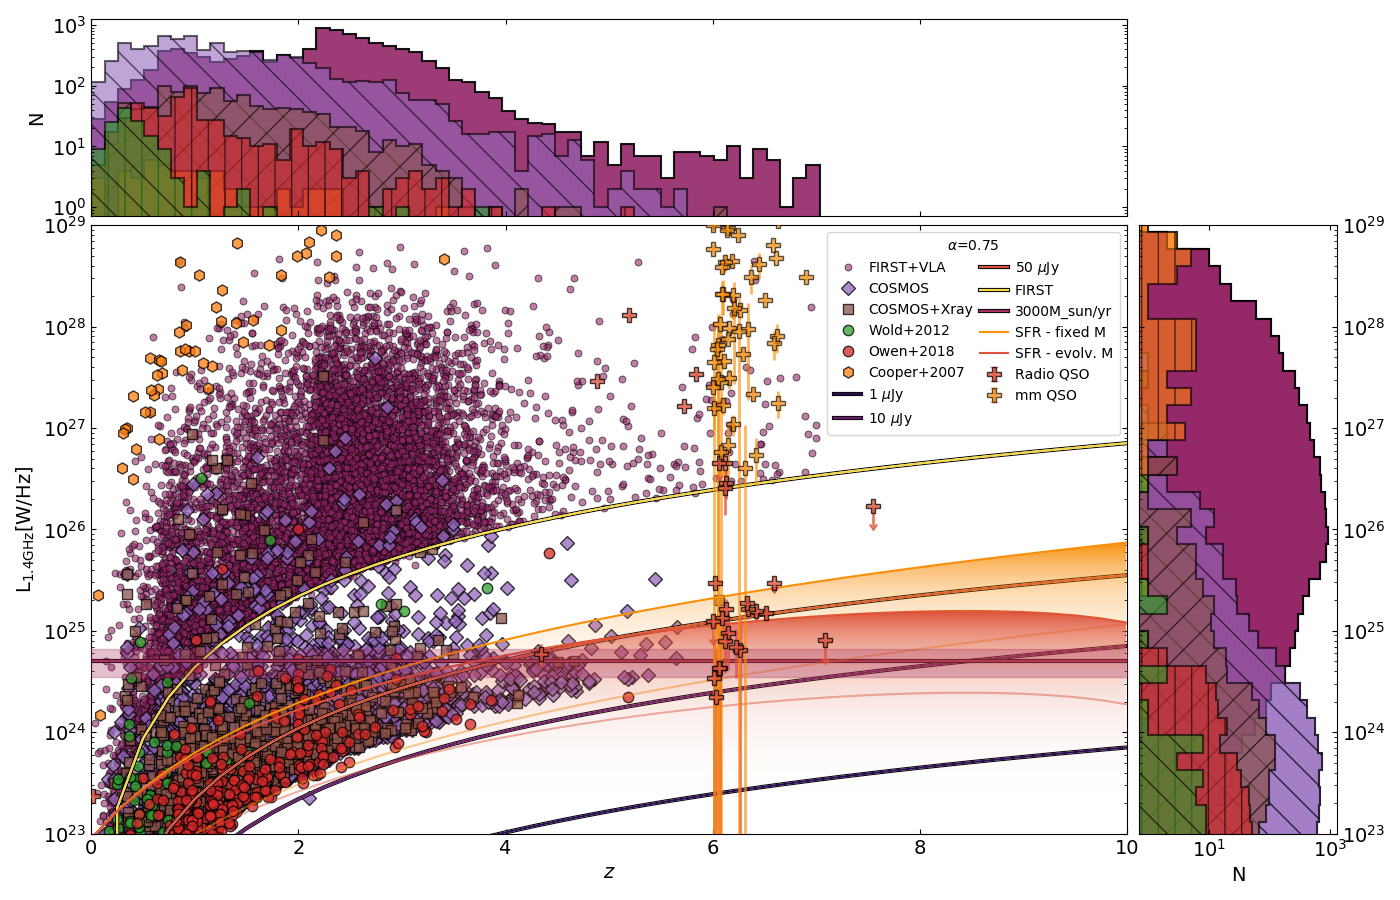 10³
10²
10¹
10⁰
N
α=0.75
FIRST+VLA
COSMOS
COSMOS+Xray
Wold+2012
Owen+2018
Cooper+2007
1 μJy
10 μJy
50 μJy
FIRST
3000M_sun/yr
SFR - fixed M
SFR - evolv. M
Radio QSO
mm QSO
10²⁹
10²⁸
10²⁷
10²⁶
10²⁵
10²⁴
10²³
L₁.₄GHz[W/Hz]
0 2 4 6 8 10
z
10²⁹
10²⁸
10²⁷
10²⁶
10²⁵
10²⁴
10²³
10¹ 10³
N